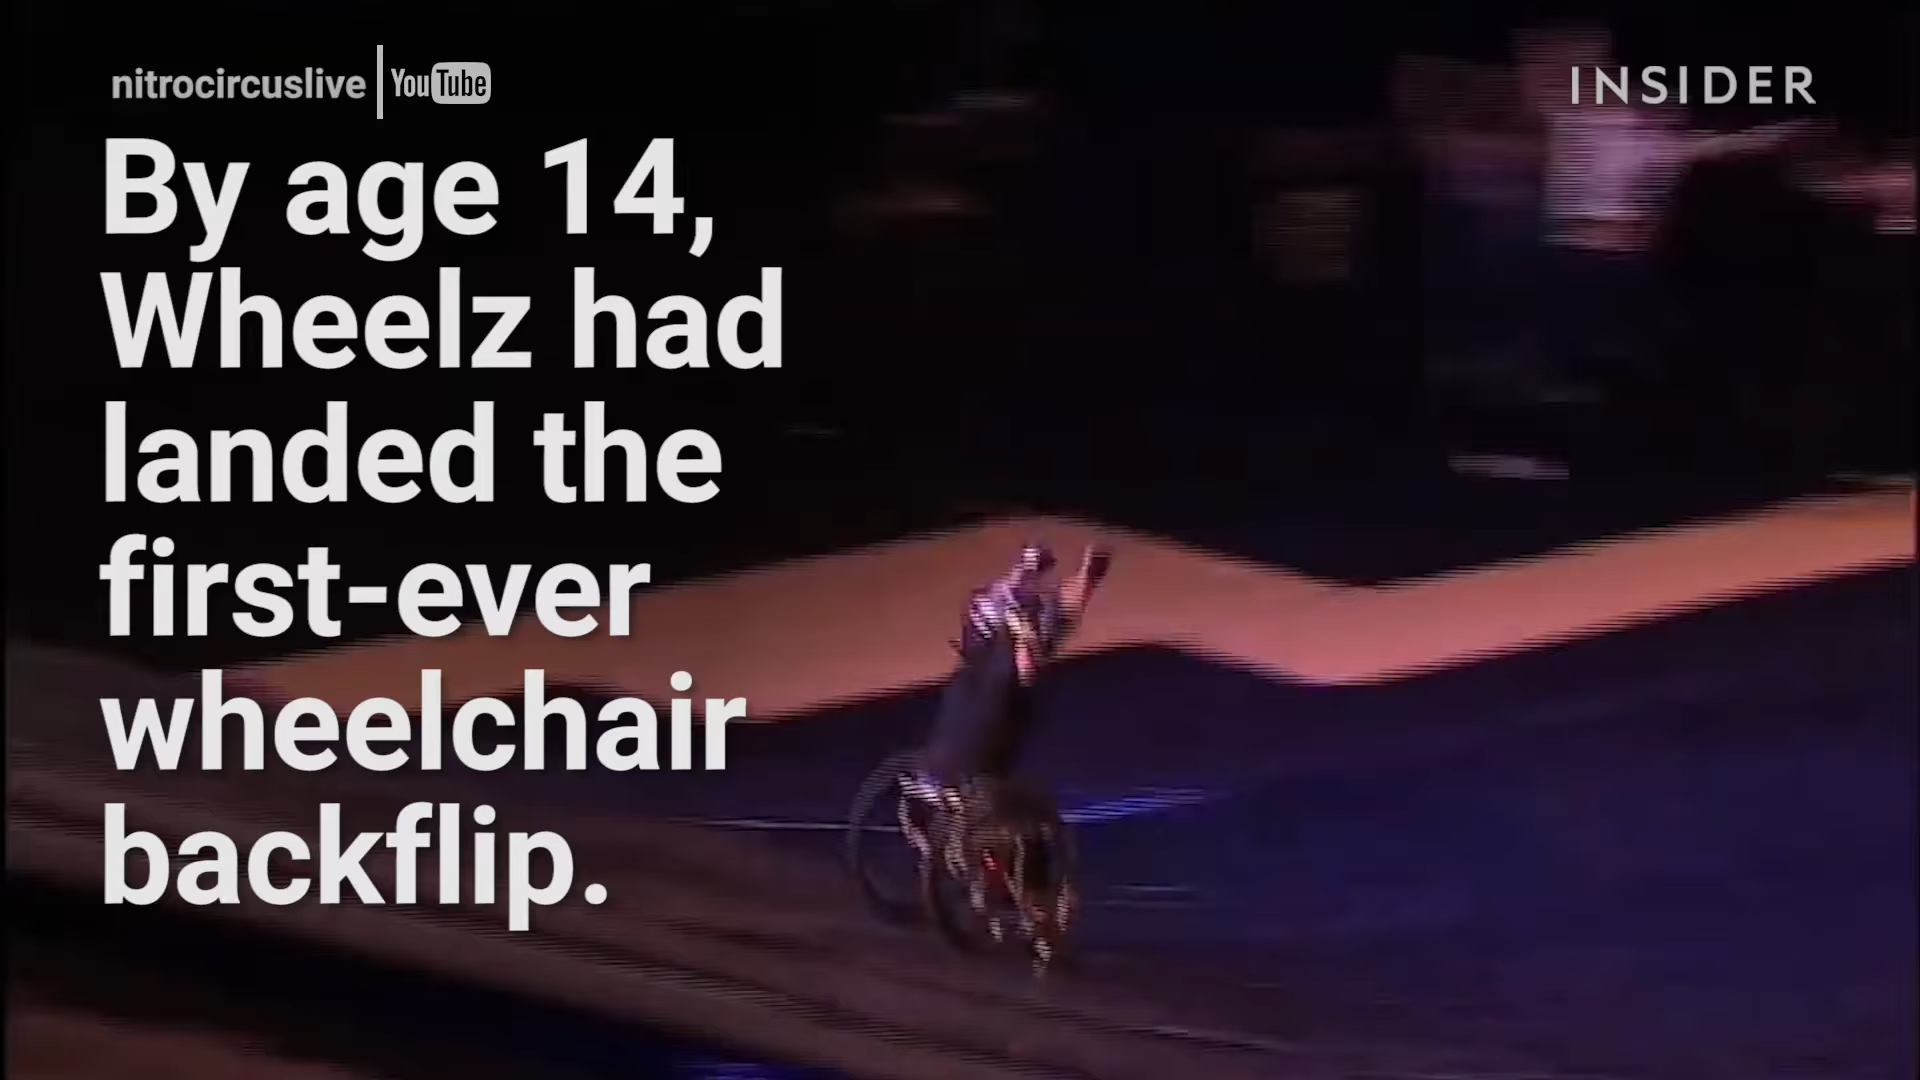 nitrocircuslive YouTube
INSIDER
By age 14,
Wheelz had
landed the
first-ever
wheelchair
backflip.